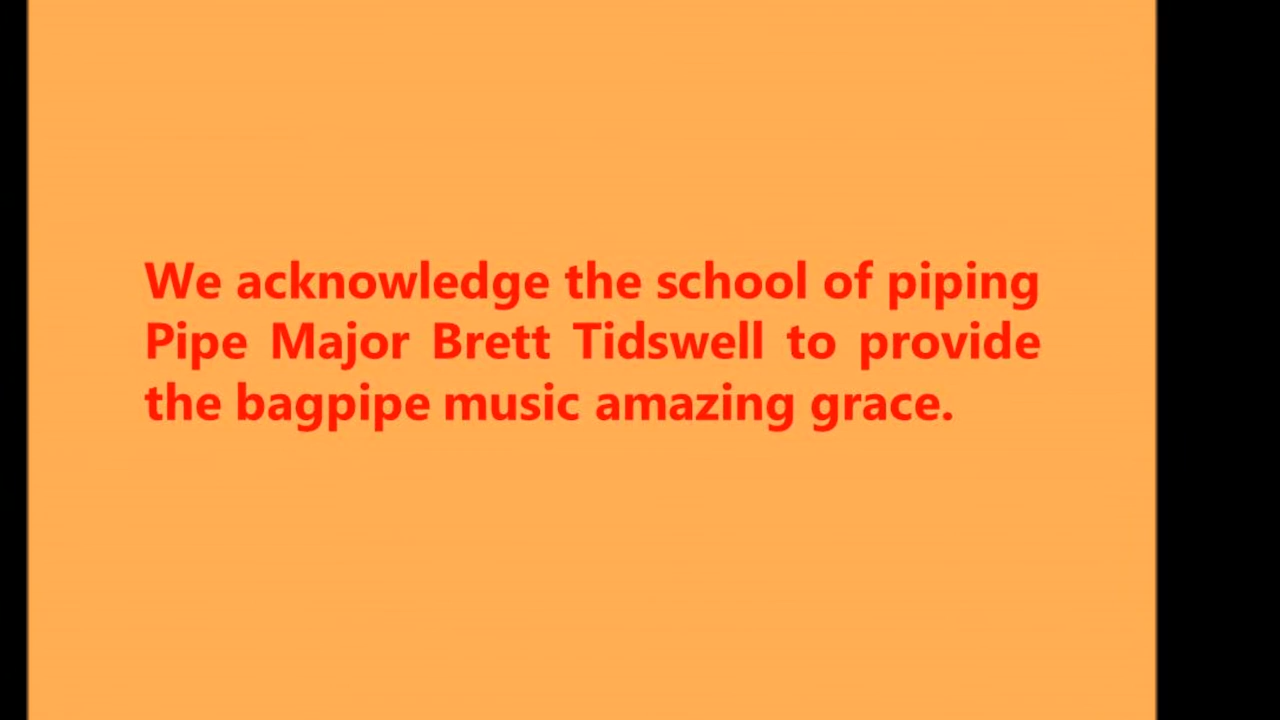 We acknowledge the school of piping
Pipe Major Brett Tidswell to provide
the bagpipe music amazing grace.